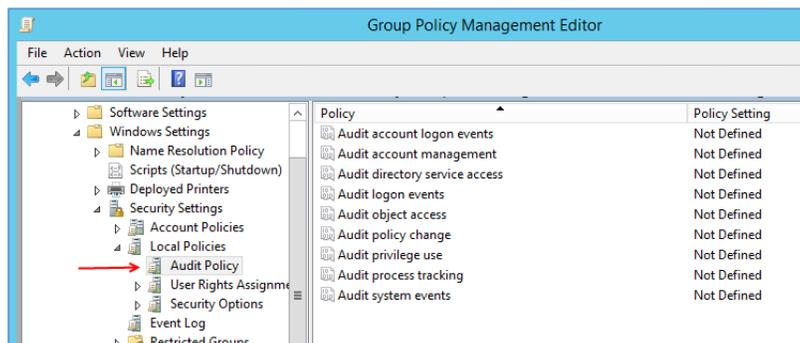 Group Policy Management Editor
File Action View Help
Software Settings
Windows Settings
Name Resolution Policy
Scripts (Startup/Shutdown)
Deployed Printers
Security Settings
Account Policies
Local Policies
Audit Policy
User Rights Assignme
Security Options
Event Log
Restricted Groups
Policy Policy Setting
Audit account logon events Not Defined
Audit account management Not Defined
Audit directory service access Not Defined
Audit logon events Not Defined
Audit object access Not Defined
Audit policy change Not Defined
Audit privilege use Not Defined
Audit process tracking Not Defined
Audit system events Not Defined